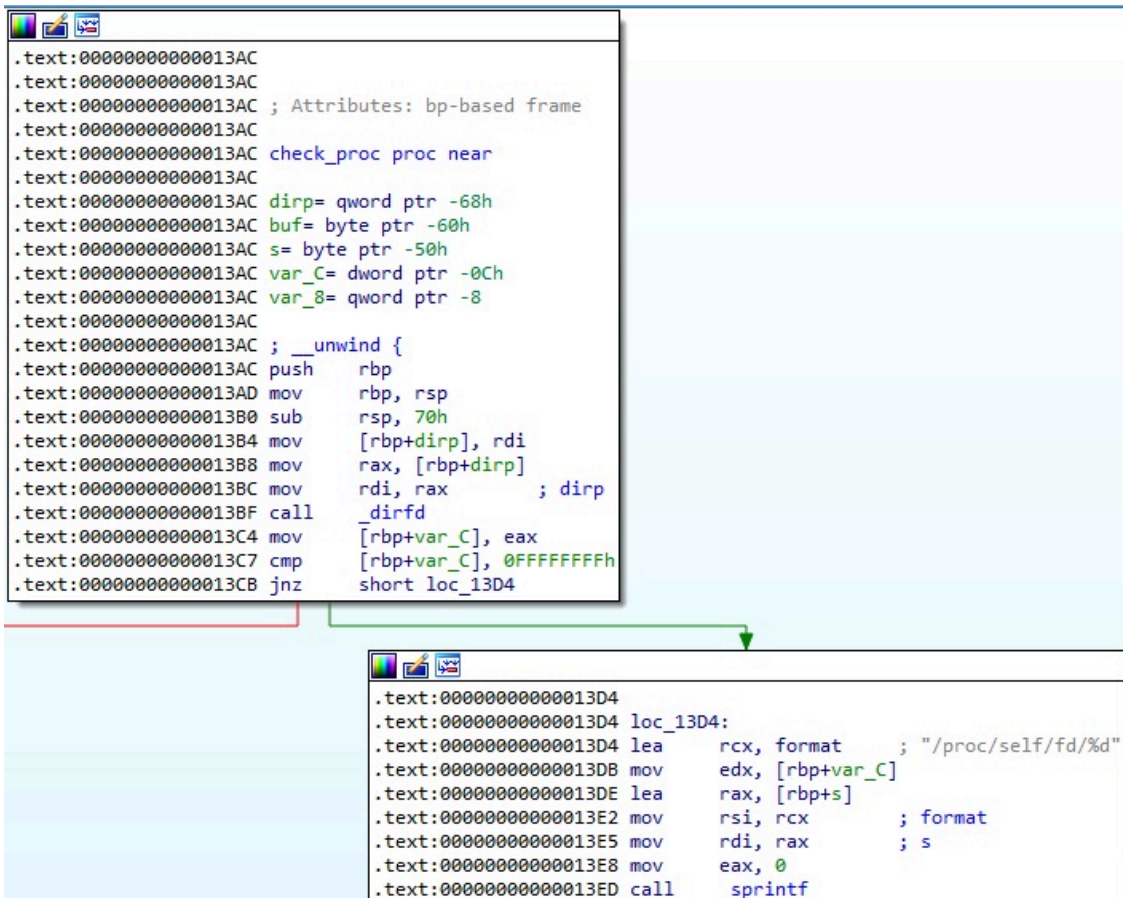 .text:00000000000013AC
.text:00000000000013AC
.text:00000000000013AC ; Attributes: bp-based frame
.text:00000000000013AC
.text:00000000000013AC check_proc proc near
.text:00000000000013AC
.text:00000000000013AC dirp= qword ptr -68h
.text:00000000000013AC buf= byte ptr -60h
.text:00000000000013AC s= byte ptr -50h
.text:00000000000013AC var_C= dword ptr -0Ch
.text:00000000000013AC var_8= qword ptr -8
.text:00000000000013AC
.text:00000000000013AC ; __unwind {
.text:00000000000013AC push rbp
.text:00000000000013AD mov rbp, rsp
.text:00000000000013B0 sub rsp, 70h
.text:00000000000013B4 mov [rbp+dirp], rdi
.text:00000000000013B8 mov rax, [rbp+dirp]
.text:00000000000013BC mov rdi, rax ; dirp
.text:00000000000013BF call _dirfd
.text:00000000000013C4 mov [rbp+var_C], eax
.text:00000000000013C7 cmp [rbp+var_C], 0FFFFFFFFh
.text:00000000000013CB jnz short loc_13D4
.text:00000000000013D4
.text:00000000000013D4 loc_13D4:
.text:00000000000013D4 lea rcx, format ; "/proc/self/fd/%d"
.text:00000000000013DB mov edx, [rbp+var_C]
.text:00000000000013DE lea rax, [rbp+s]
.text:00000000000013E2 mov rsi, rcx ; format
.text:00000000000013E5 mov rdi, rax ; s
.text:00000000000013E8 mov eax, 0
.text:00000000000013ED call sprintf